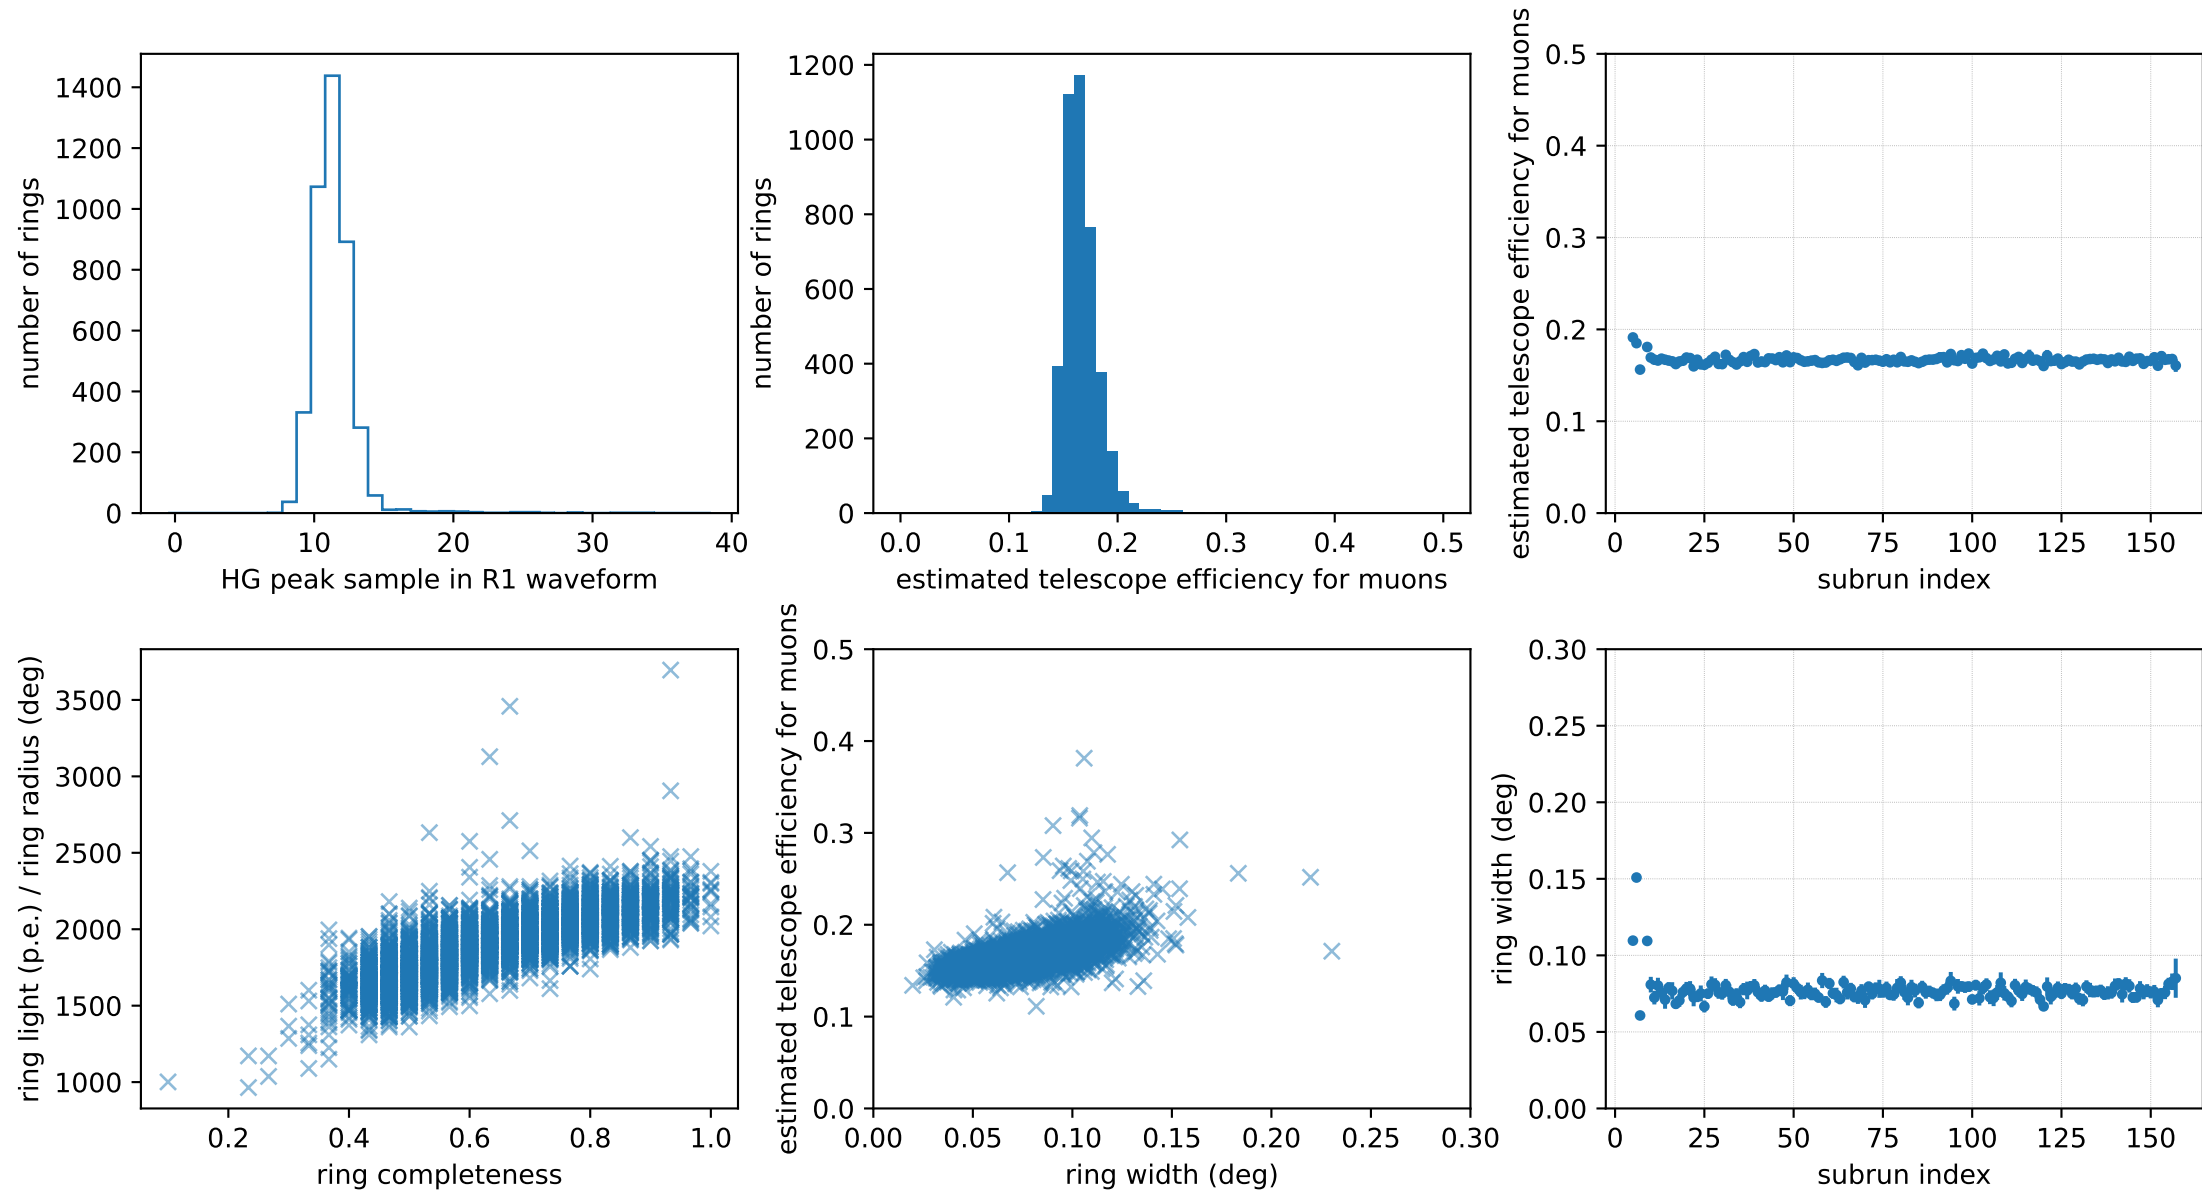 number of rings
1400
1200
1000
800
600
400
200
0
0 10 20 30 40
HG peak sample in R1 waveform
number of rings
1200
1000
800
600
400
200
0
0.0 0.1 0.2 0.3 0.4 0.5
estimated telescope efficiency for muons
estimated telescope efficiency for muons
0.5
0.4
0.3
0.2
0.1
0.0
0 25 50 75 100 125 150
subrun index
ring light (p.e.) / ring radius (deg)
3500
3000
2500
2000
1500
1000
0.2 0.4 0.6 0.8 1.0
ring completeness
estimated telescope efficiency for muons
0.5
0.4
0.3
0.2
0.1
0.0
0.00 0.05 0.10 0.15 0.20 0.25 0.30
ring width (deg)
ring width (deg)
0.30
0.25
0.20
0.15
0.10
0.05
0.00
0 25 50 75 100 125 150
subrun index